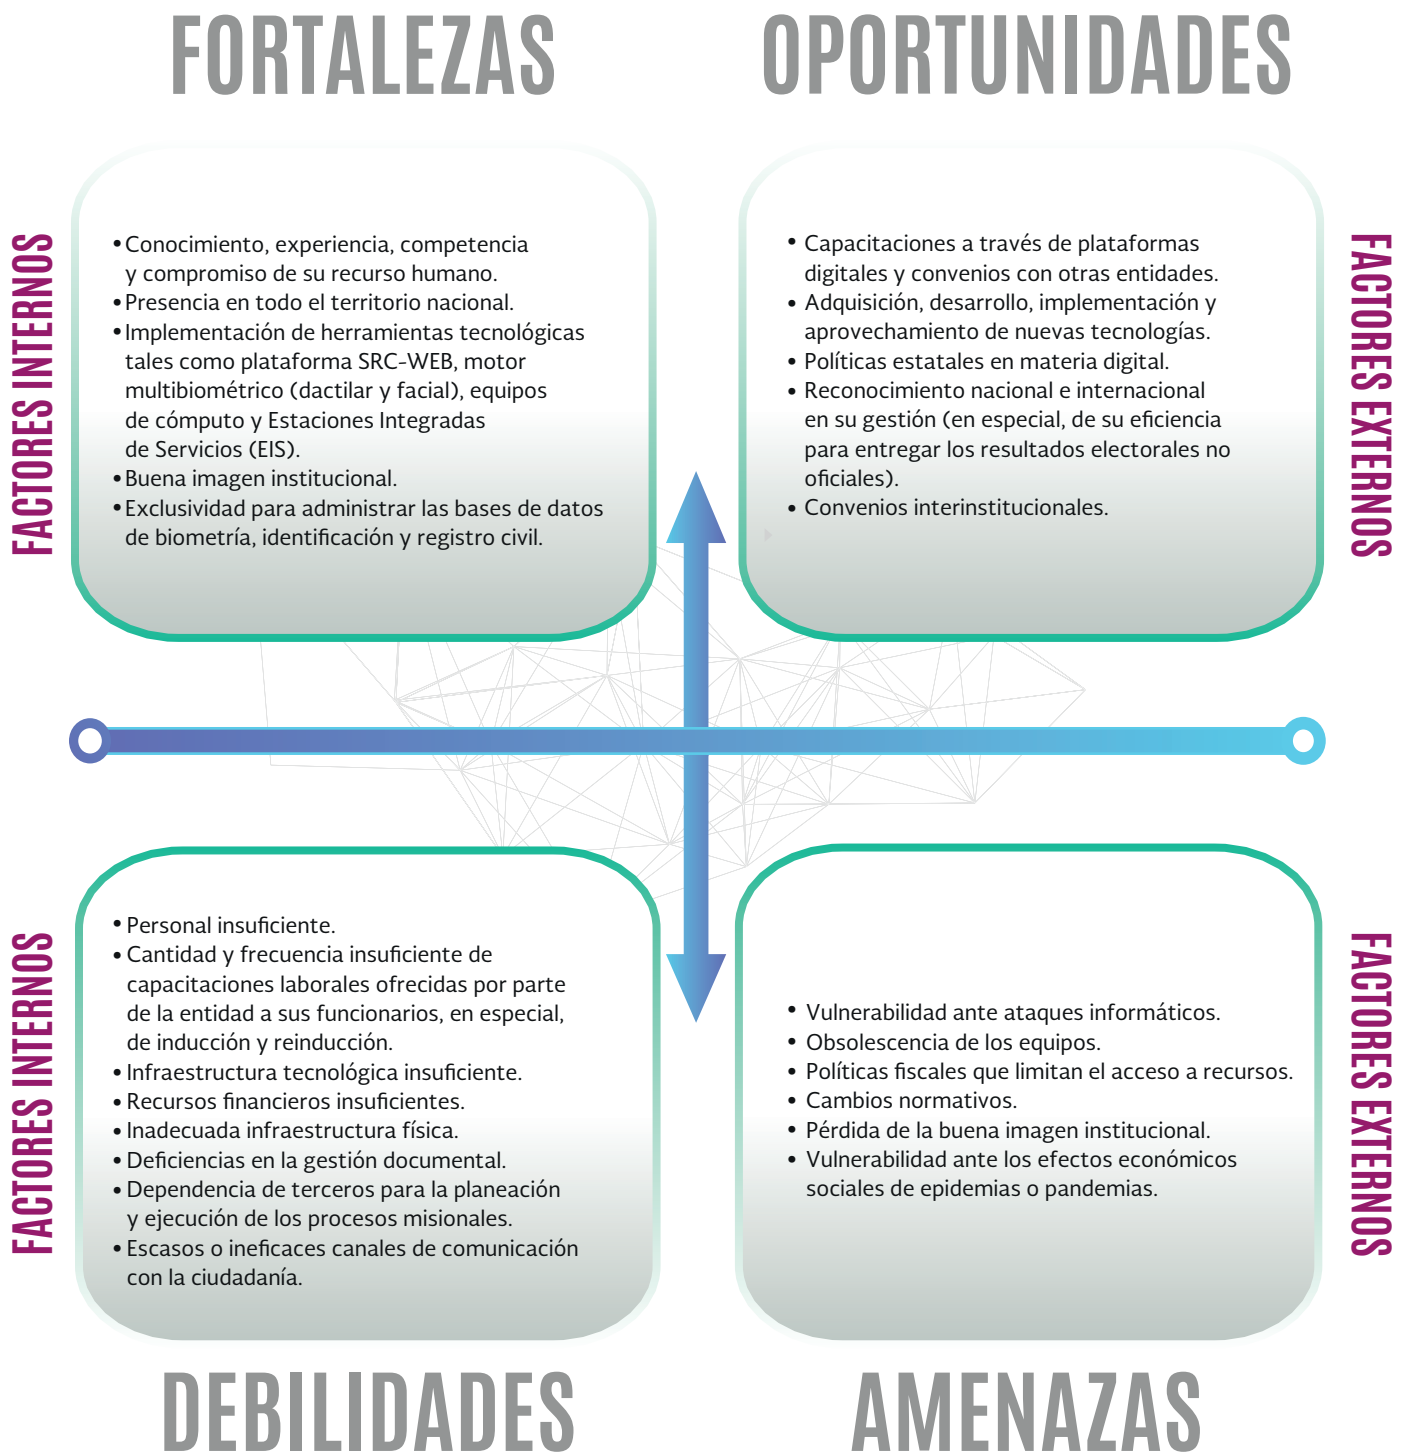 FORTALEZAS
OPORTUNIDADES
FACTORES INTERNOS
• Conocimiento, experiencia, competencia
y compromiso de su recurso humano.
• Presencia en todo el territorio nacional.
• Implementación de herramientas tecnológicas
tales como plataforma SRC-WEB, motor
multibiométrico (dactilar y facial), equipos
de cómputo y Estaciones Integradas
de Servicios (EIS).
• Buena imagen institucional.
• Exclusividad para administrar las bases de datos
de biometría, identificación y registro civil.
• Capacitaciones a través de plataformas
digitales y convenios con otras entidades.
• Adquisición, desarrollo, implementación y
aprovechamiento de nuevas tecnologías.
• Políticas estatales en materia digital.
• Reconocimiento nacional e internacional
en su gestión (en especial, de su eficiencia
para entregar los resultados electorales no
oficiales).
• Convenios interinstitucionales.
FACTORES EXTERNOS
FACTORES INTERNOS
• Personal insuficiente.
• Cantidad y frecuencia insuficiente de
capacitaciones laborales ofrecidas por parte
de la entidad a sus funcionarios, en especial,
de inducción y reinducción.
• Infraestructura tecnológica insuficiente.
• Recursos financieros insuficientes.
• Inadecuada infraestructura física.
• Deficiencias en la gestión documental.
• Dependencia de terceros para la planeación
y ejecución de los procesos misionales.
• Escasos o ineficaces canales de comunicación
con la ciudadanía.
• Vulnerabilidad ante ataques informáticos.
• Obsolescencia de los equipos.
• Políticas fiscales que limitan el acceso a recursos.
• Cambios normativos.
• Pérdida de la buena imagen institucional.
• Vulnerabilidad ante los efectos económicos
sociales de epidemias o pandemias.
FACTORES EXTERNOS
DEBILIDADES
AMENAZAS